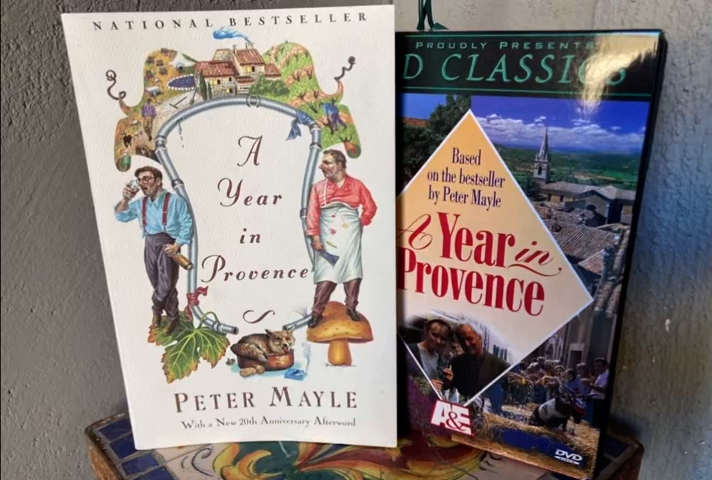 NATIONAL BESTSELLER
A
Year
in
Provence
PETER MAYLE
With a New 20th Anniversary Afterword
PROUDLY PRESENTS
D CLASSICS
Based
on the bestseller
by Peter Mayle
A Year in
Provence
A&E
DVD